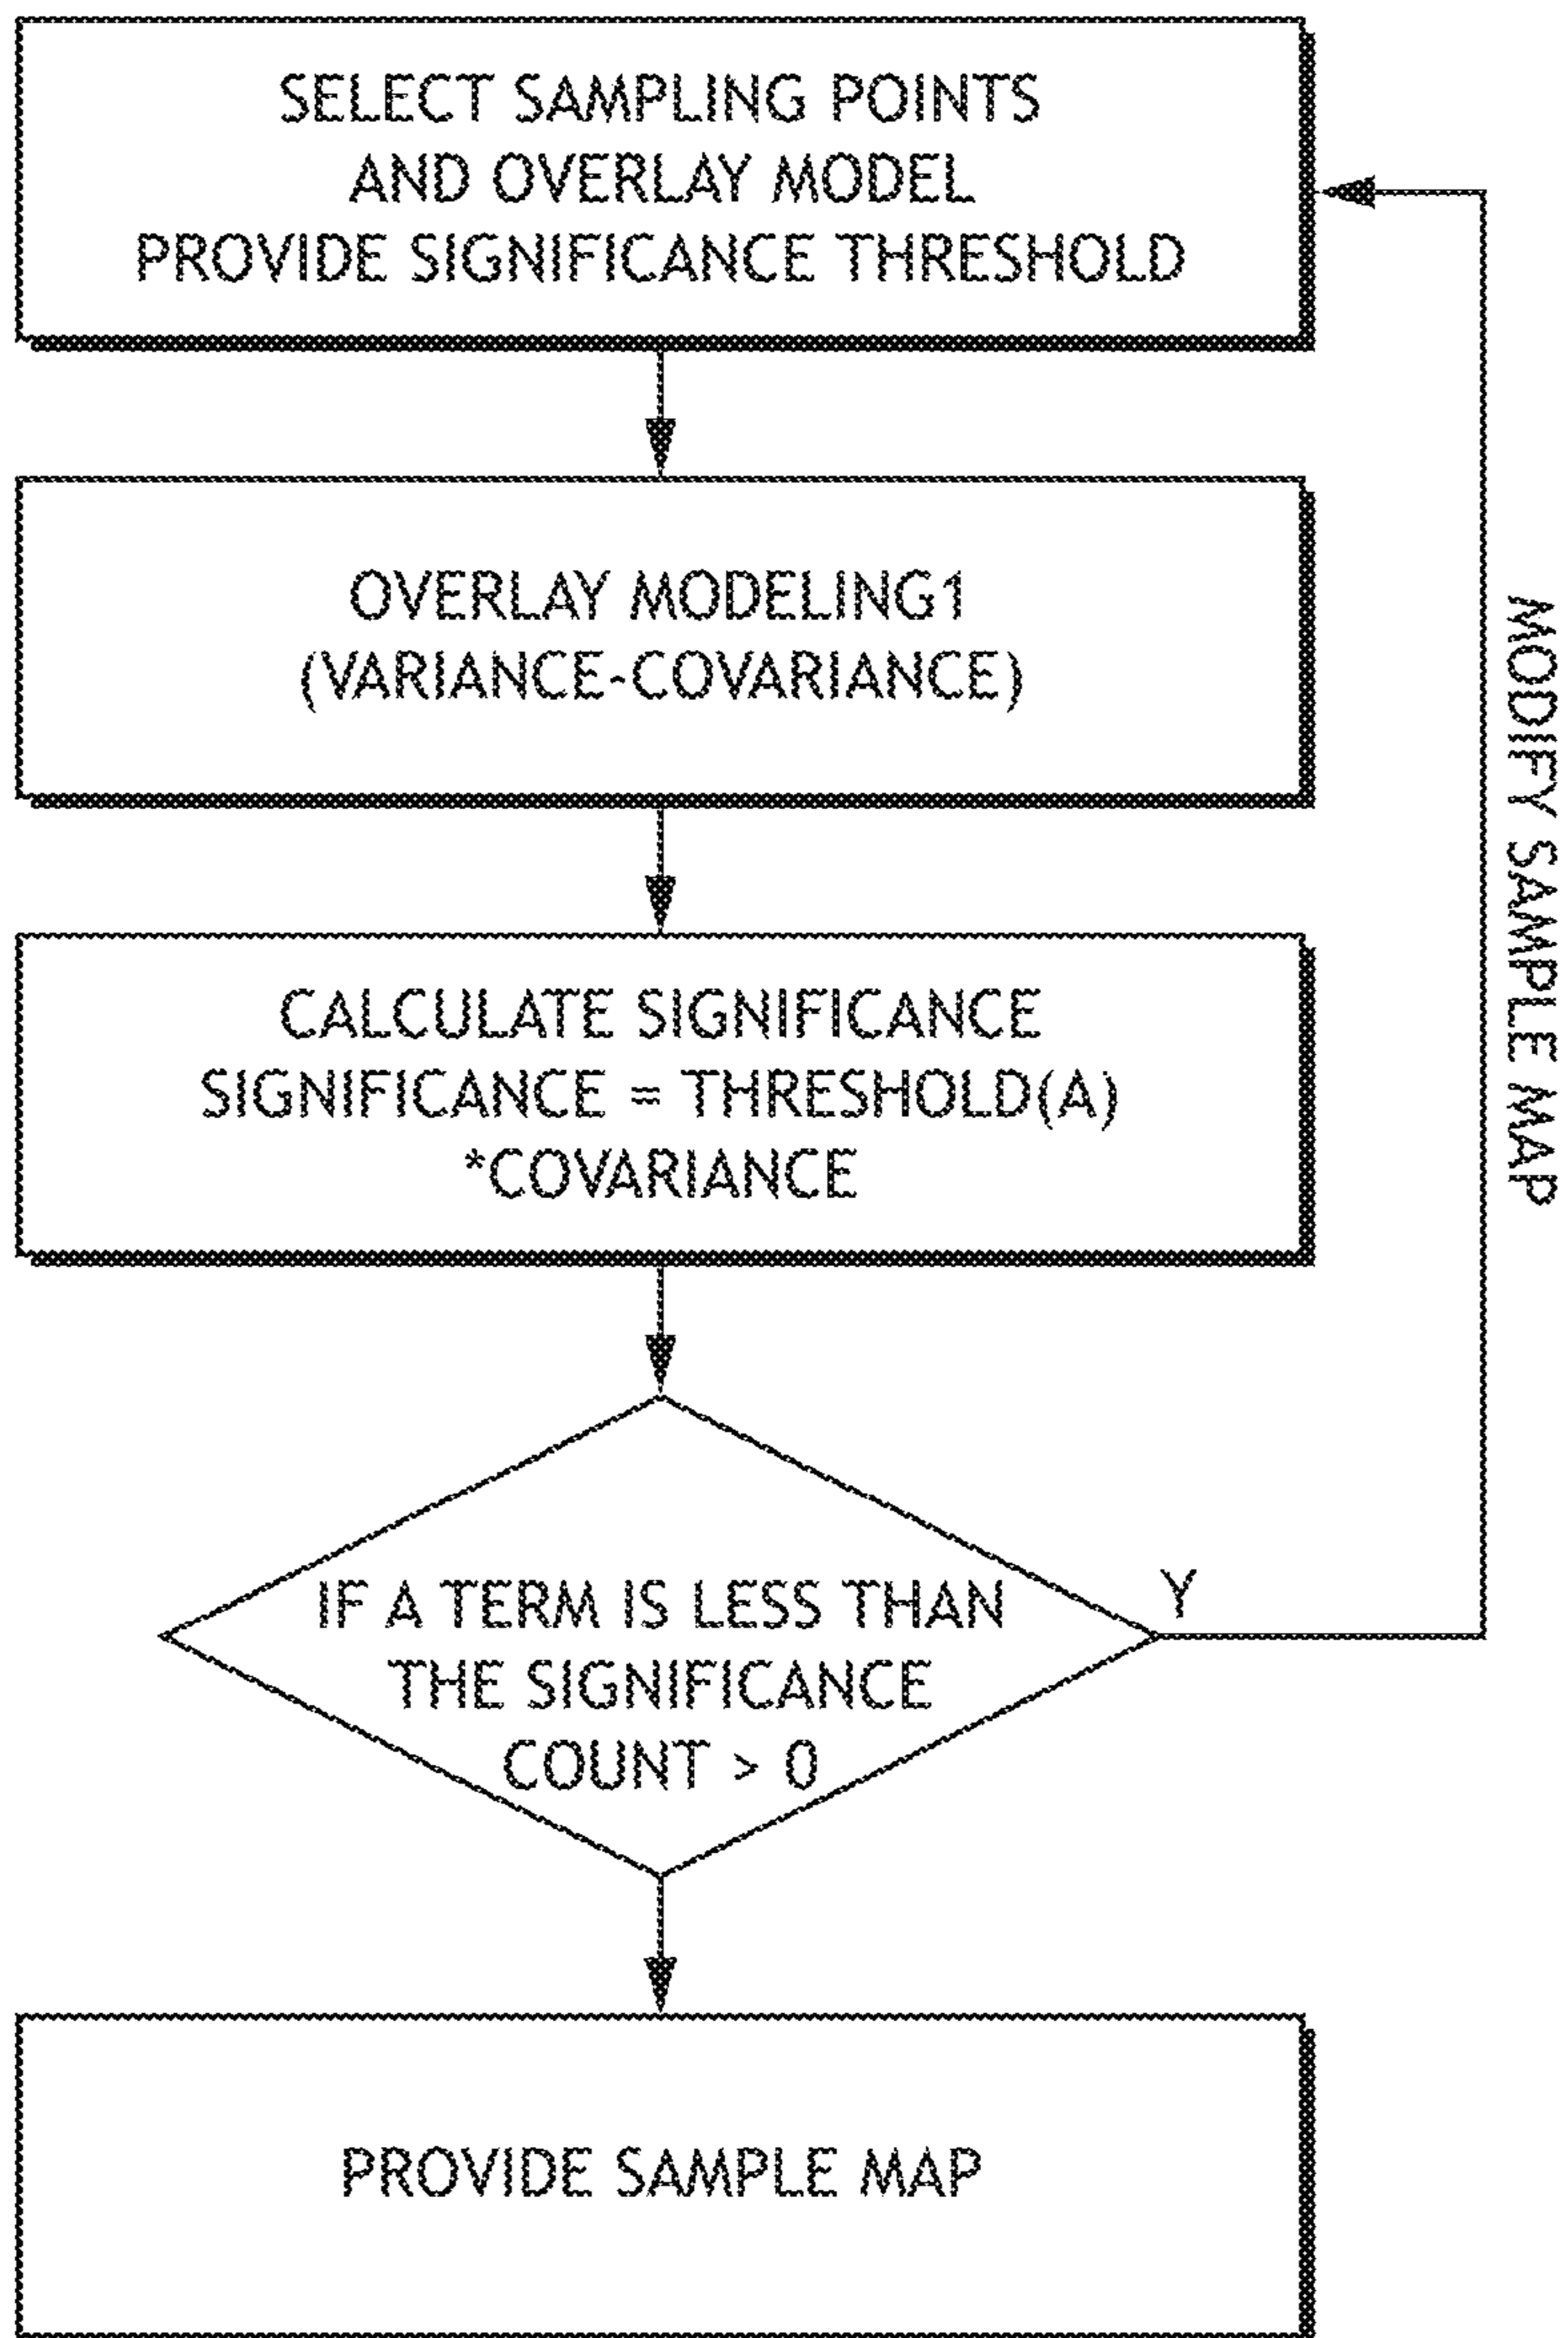 SELECT SAMPLING POINTS
AND OVERLAY MODEL
PROVIDE SIGNIFICANCE THRESHOLD
OVERLAY MODELING1
(VARIANCE-COVARIANCE)
CALCULATE SIGNIFICANCE
SIGNIFICANCE = THRESHOLD(A)
*COVARIANCE
IF A TERM IS LESS THAN
THE SIGNIFICANCE
COUNT > 0
Y
MODIFY SAMPLE MAP
PROVIDE SAMPLE MAP